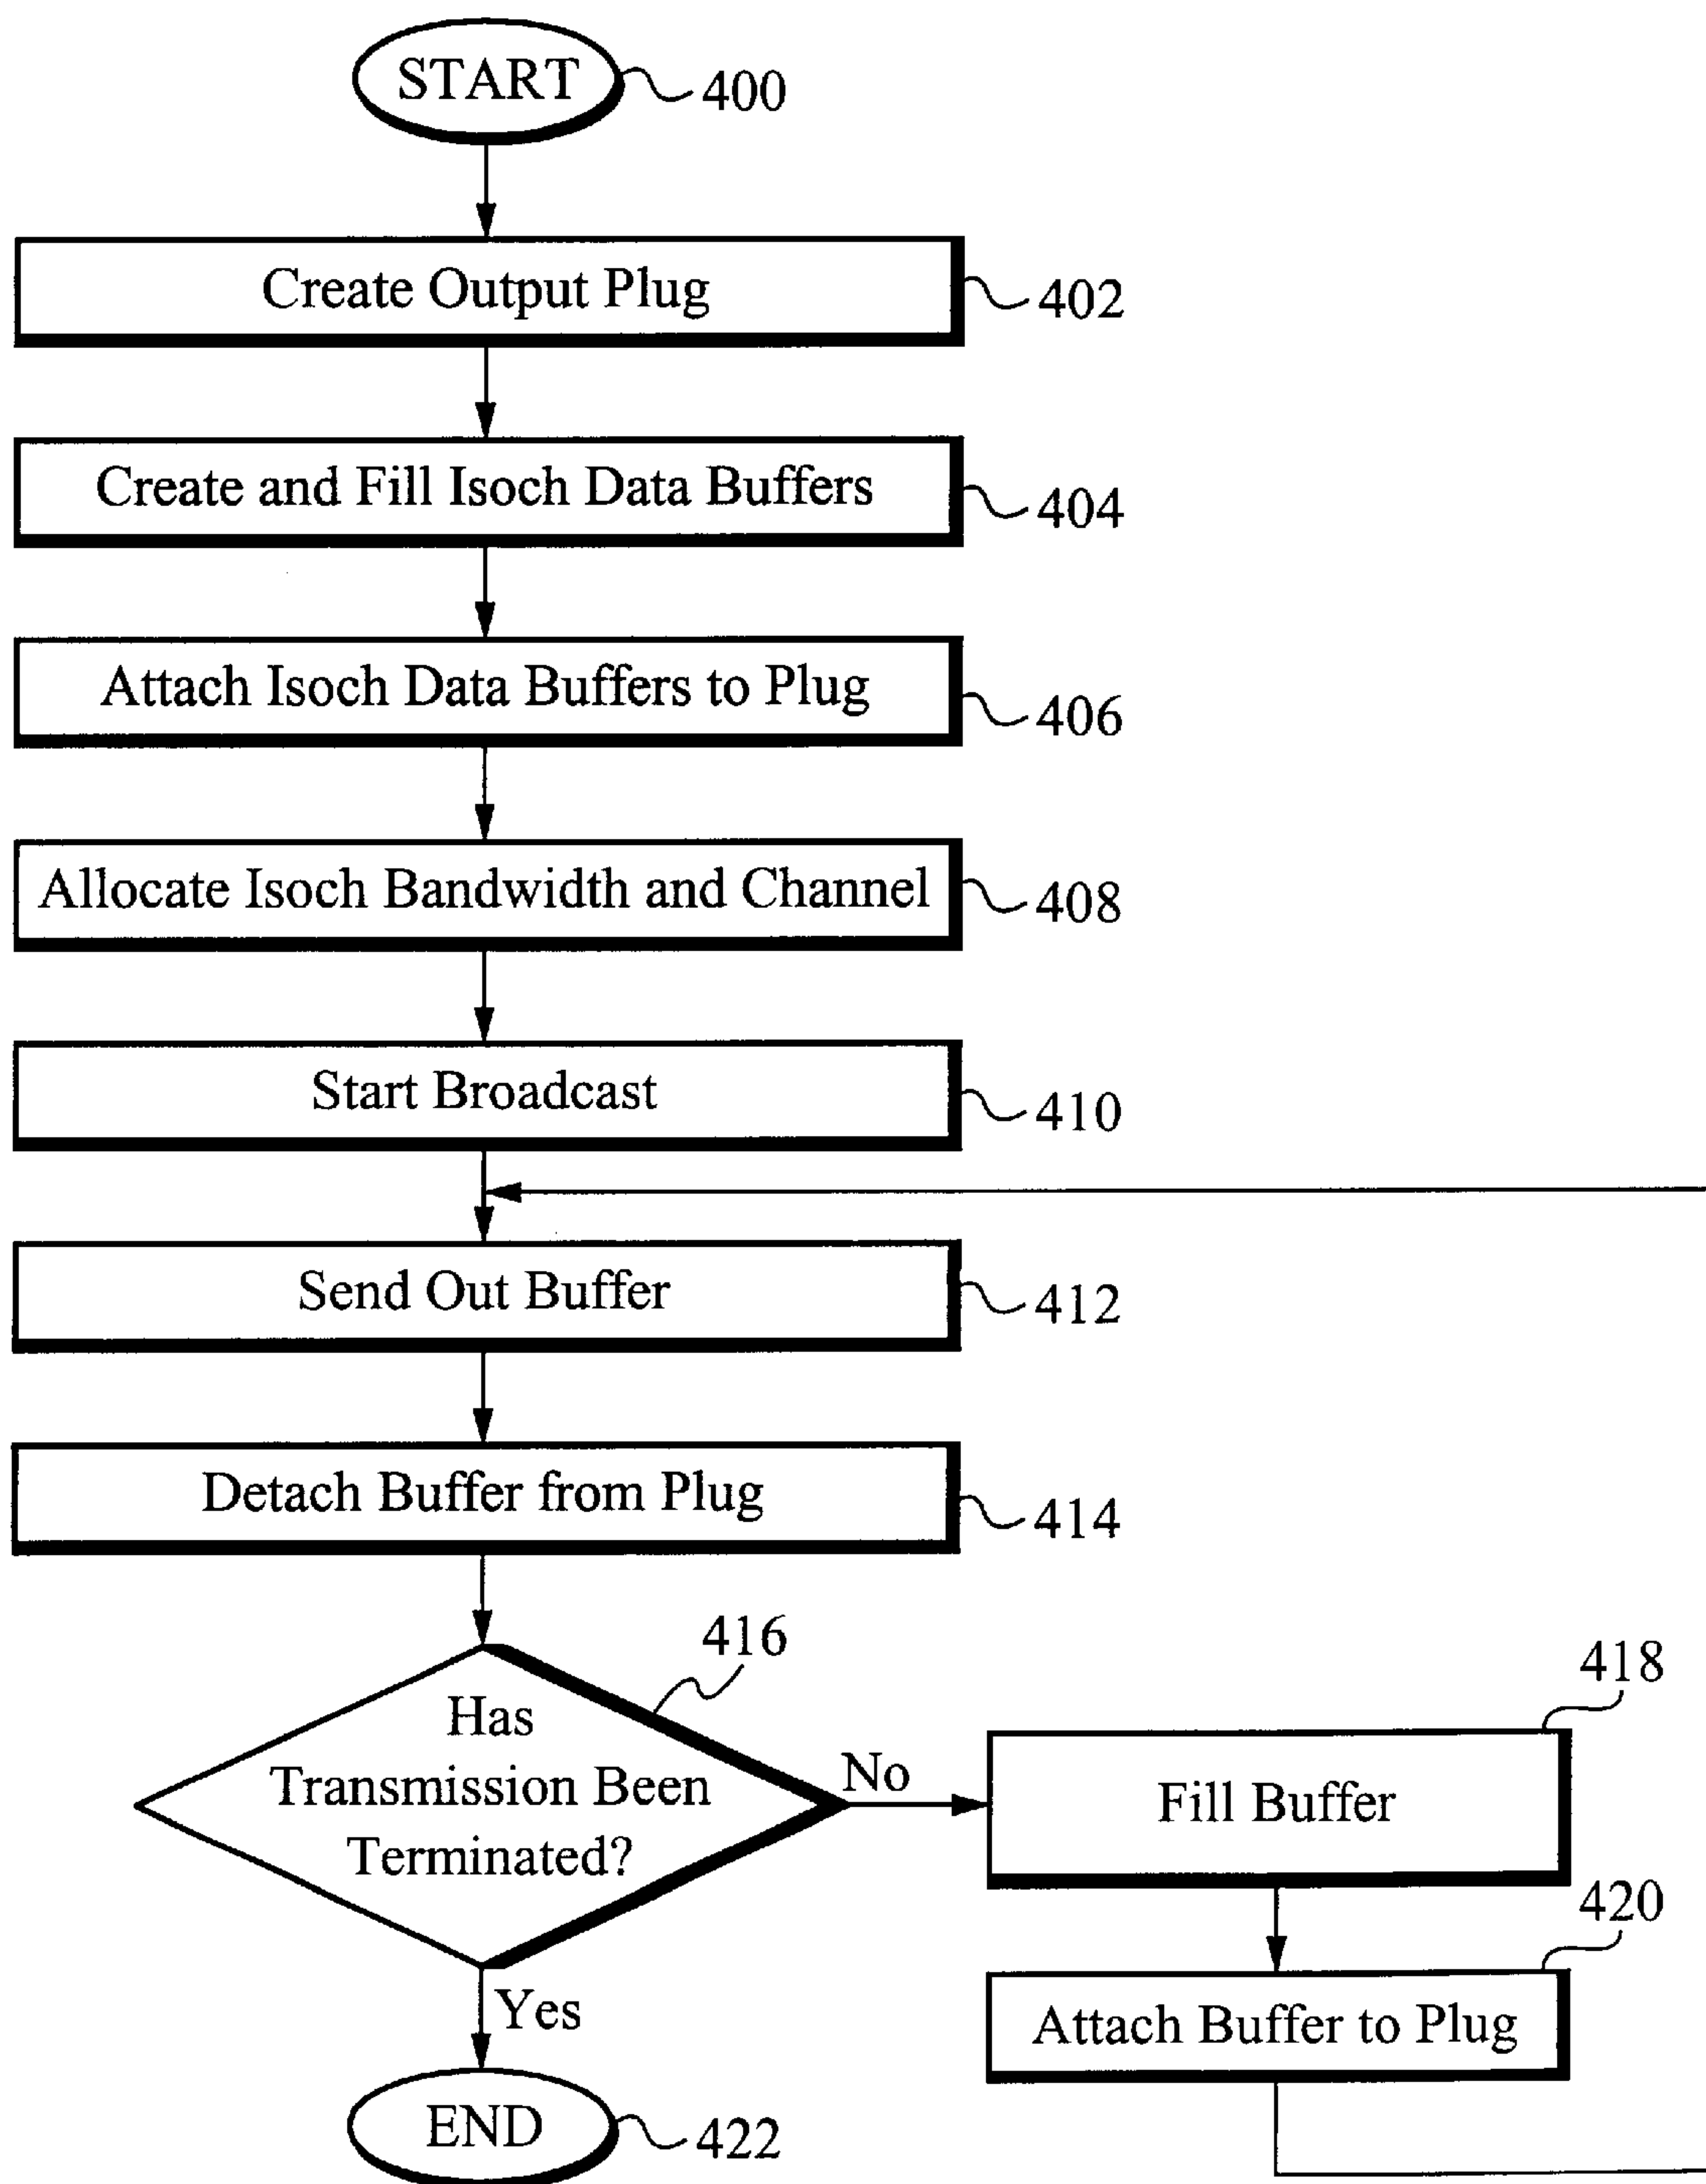 START
400
Create Output Plug
402
Create and Fill Isoch Data Buffers
404
Attach Isoch Data Buffers to Plug
406
Allocate Isoch Bandwidth and Channel
408
Start Broadcast
410
Send Out Buffer
412
Detach Buffer from Plug
414
416
Has
Transmission Been
Terminated?
No
418
Fill Buffer
420
Attach Buffer to Plug
Yes
END
422